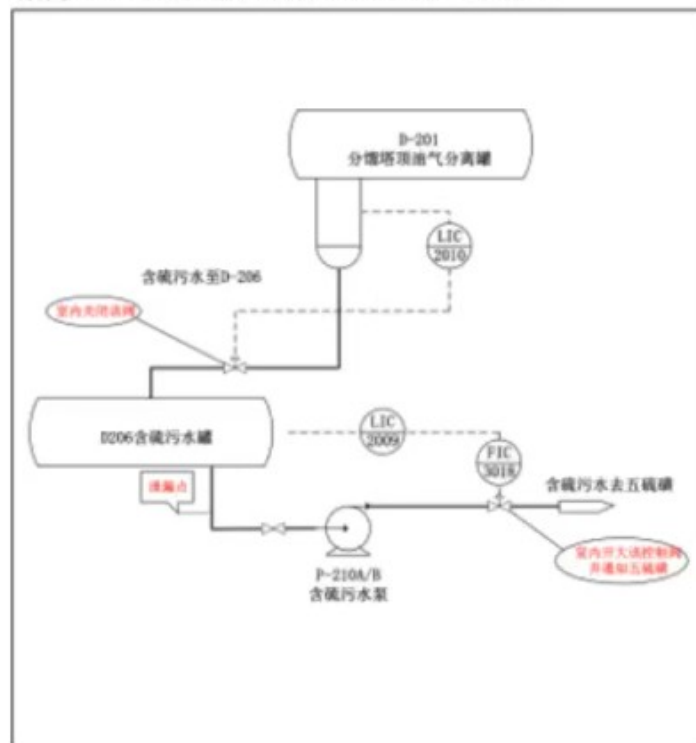 D-201
分馏塔顶油气分离罐
LIC
2010
含硫污水至D-206
室内关闭该阀
D206含硫污水罐
LIC
2009
FIC
3018
泄漏点
含硫污水去五硫磺
P-210A/B
含硫污水泵
室内开大该控制阀
并通知五硫磺